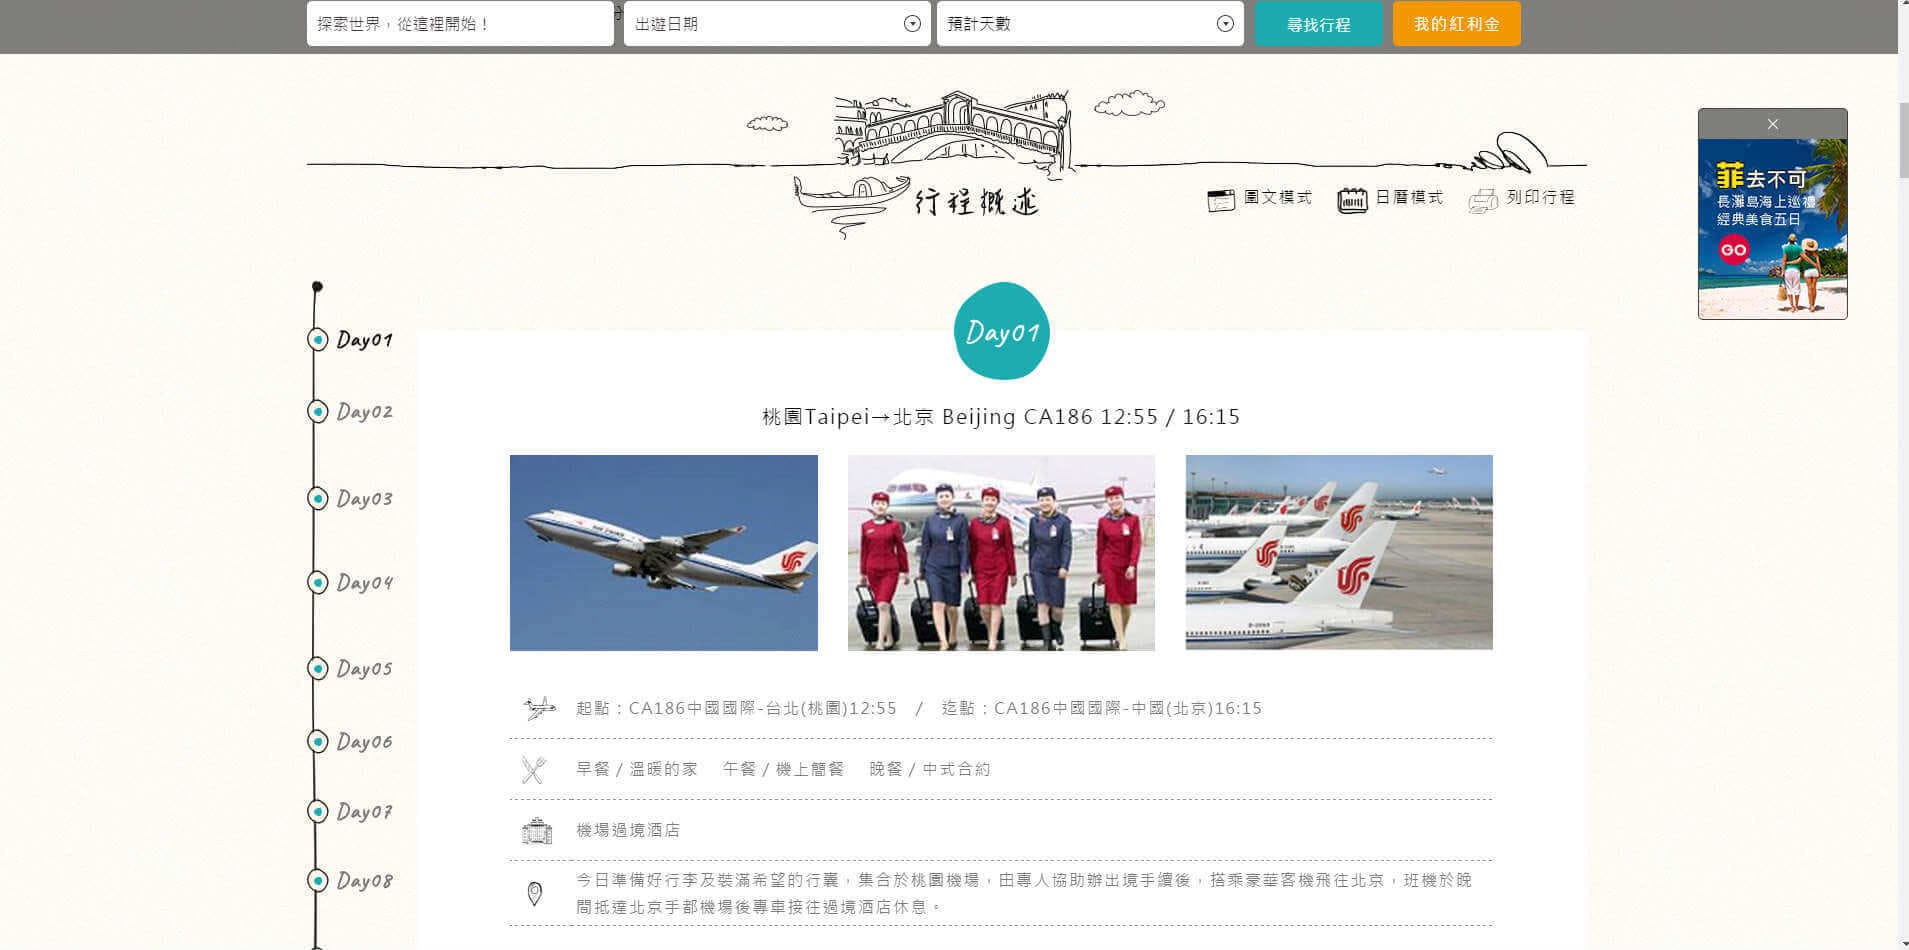 探索世界，從這裡開始！
分
出遊日期
預計天數
尋找行程
我的紅利金
行程概述
圖文模式
日曆模式
列印行程
菲去不可
長灘島海上巡禮
經典美食五日
GO
Day01
Day02
Day03
Day04
Day05
Day06
Day07
Day08
Day01
桃園Taipei→北京 Beijing CA186 12:55 / 16:15
起點：CA186中國國際-台北(桃園)12:55 / 迄點：CA186中國國際-中國(北京)16:15
早餐 / 溫暖的家 午餐 / 機上簡餐 晚餐 / 中式合約
機場過境酒店
今日準備好行李及裝滿希望的行囊，集合於桃園機場，由專人協助辦出境手續後，搭乘豪華客機飛往北京，班機於晚
間抵達北京手都機場後專車接往過境酒店休息。